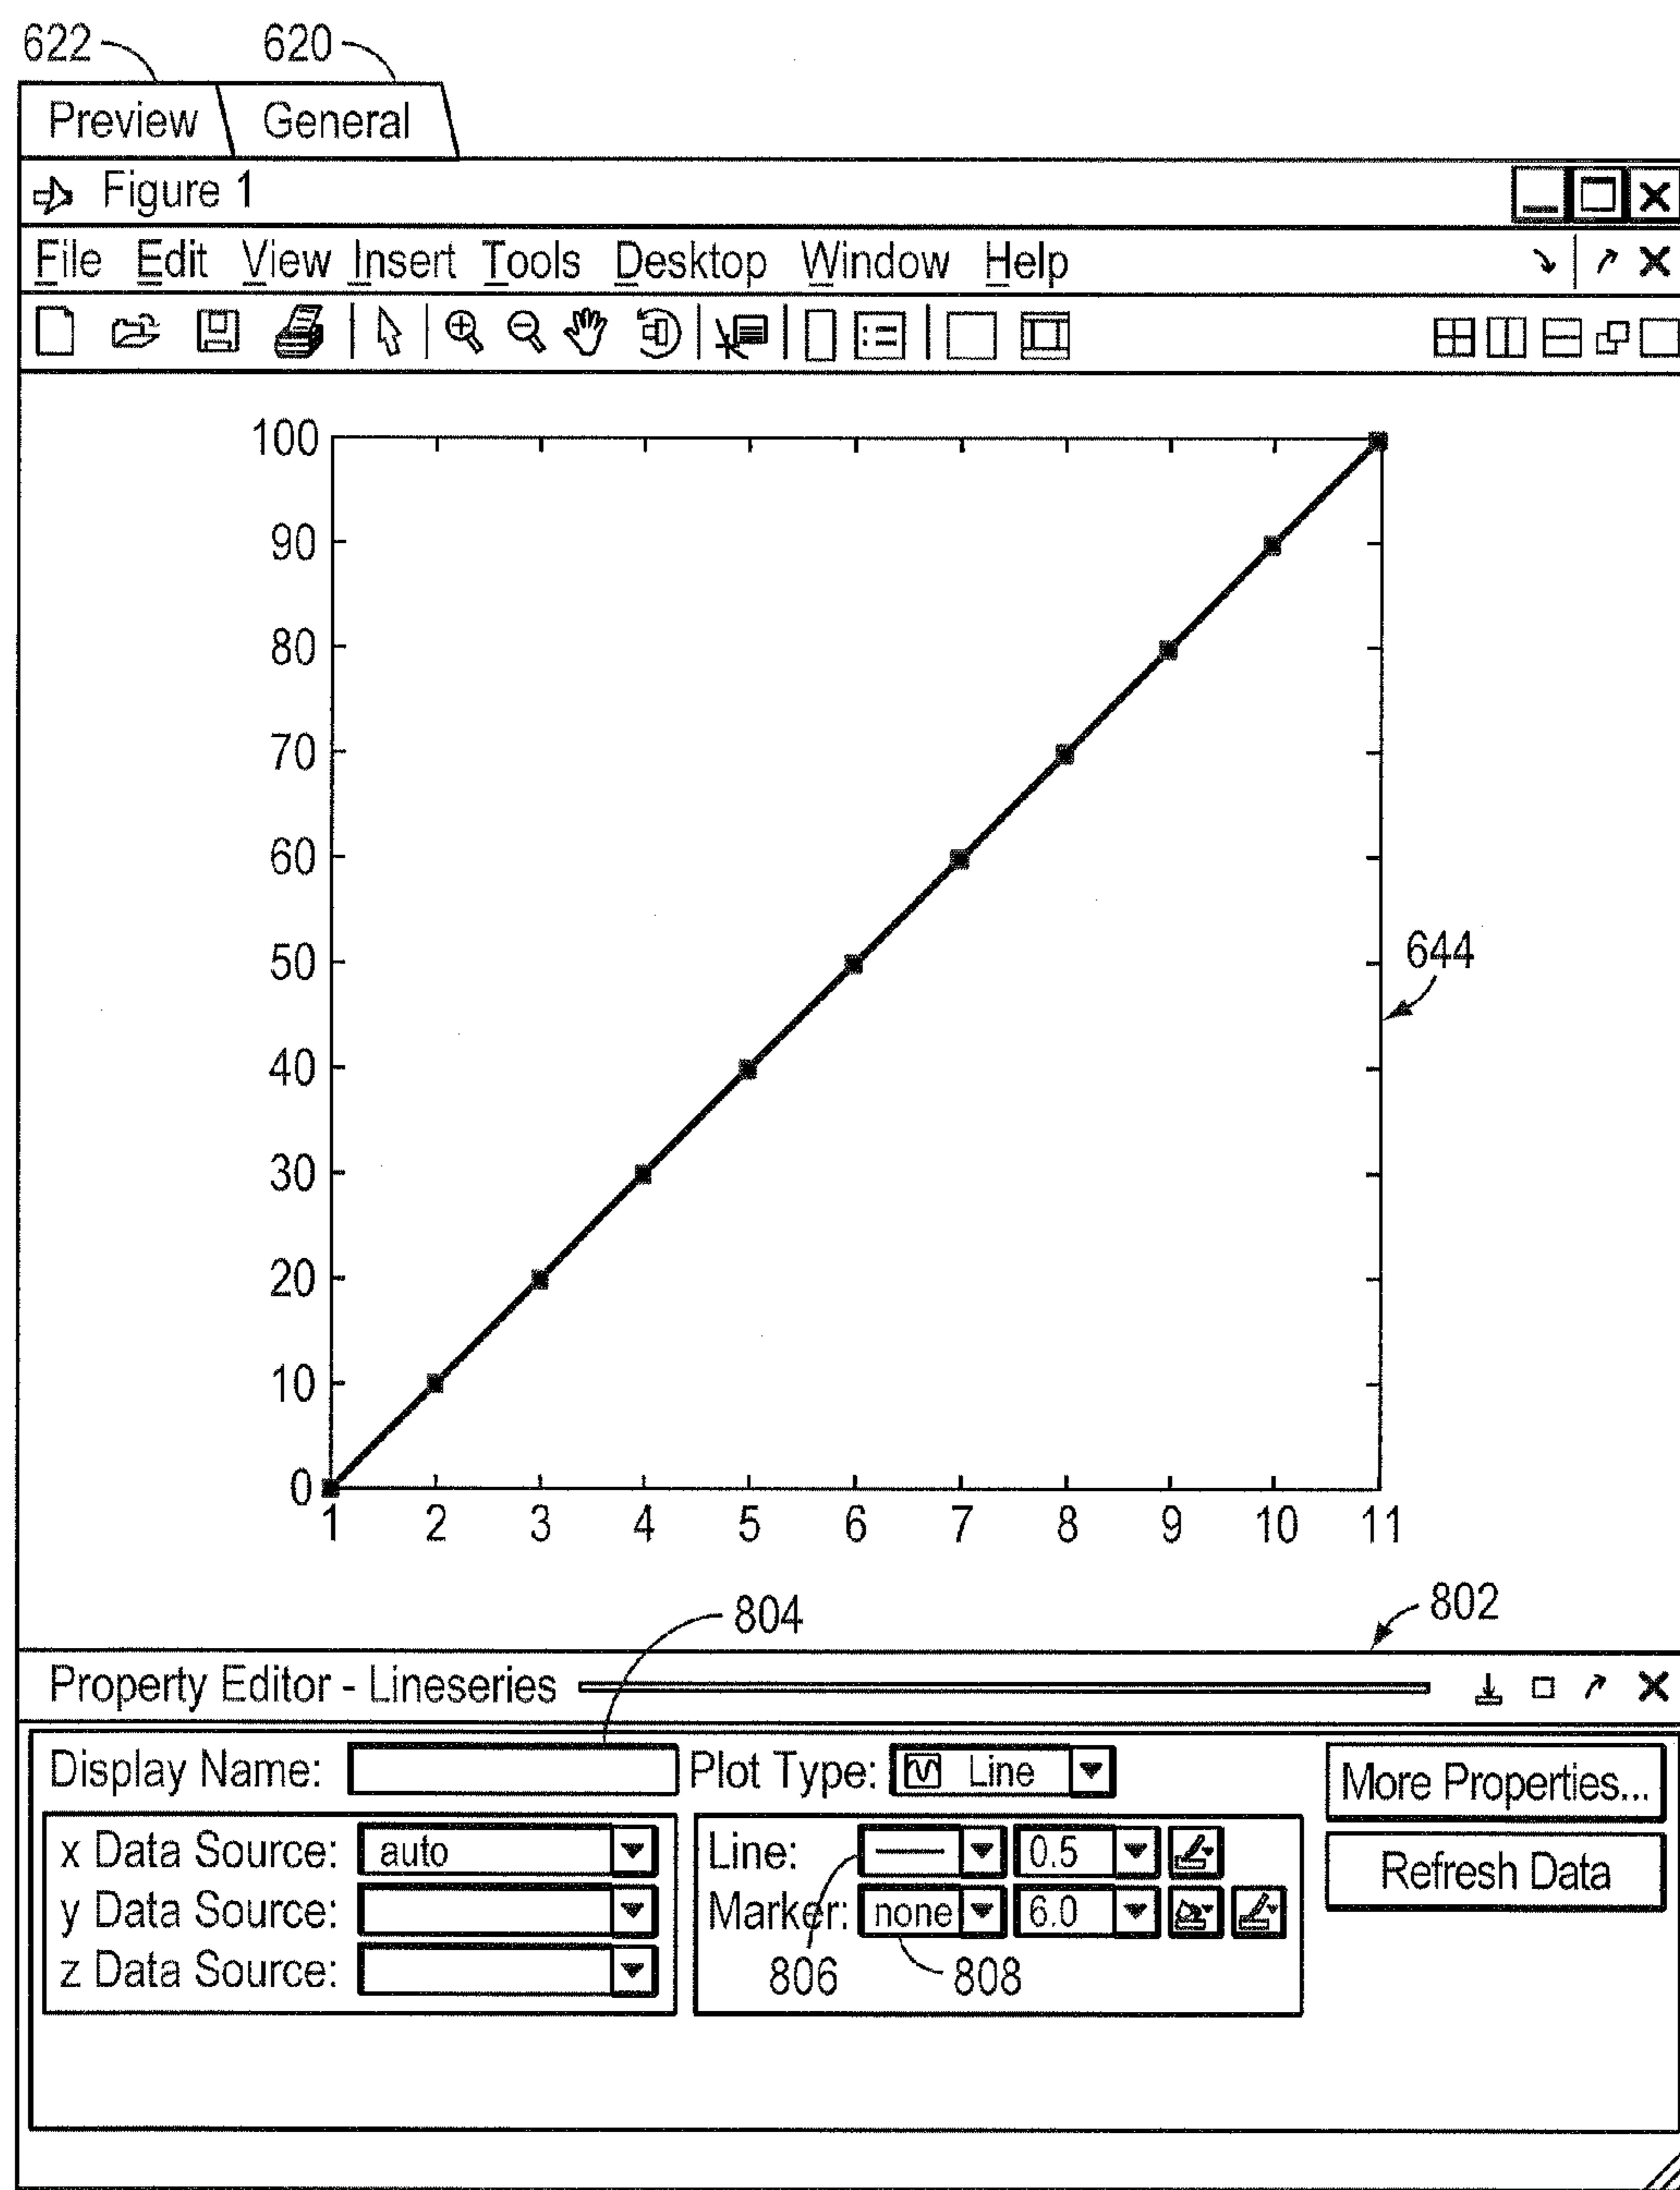 622 620
Preview General
Figure 1
File Edit View Insert Tools Desktop Window Help
100
90
80
70
60
50
644
40
30
20
10
0
1 2 3 4 5 6 7 8 9 10 11
804 802
Property Editor - Lineseries
Display Name: Plot Type: Line More Properties...
x Data Source: auto Line: 0.5 Refresh Data
y Data Source: Marker: none 6.0
z Data Source: 806 808